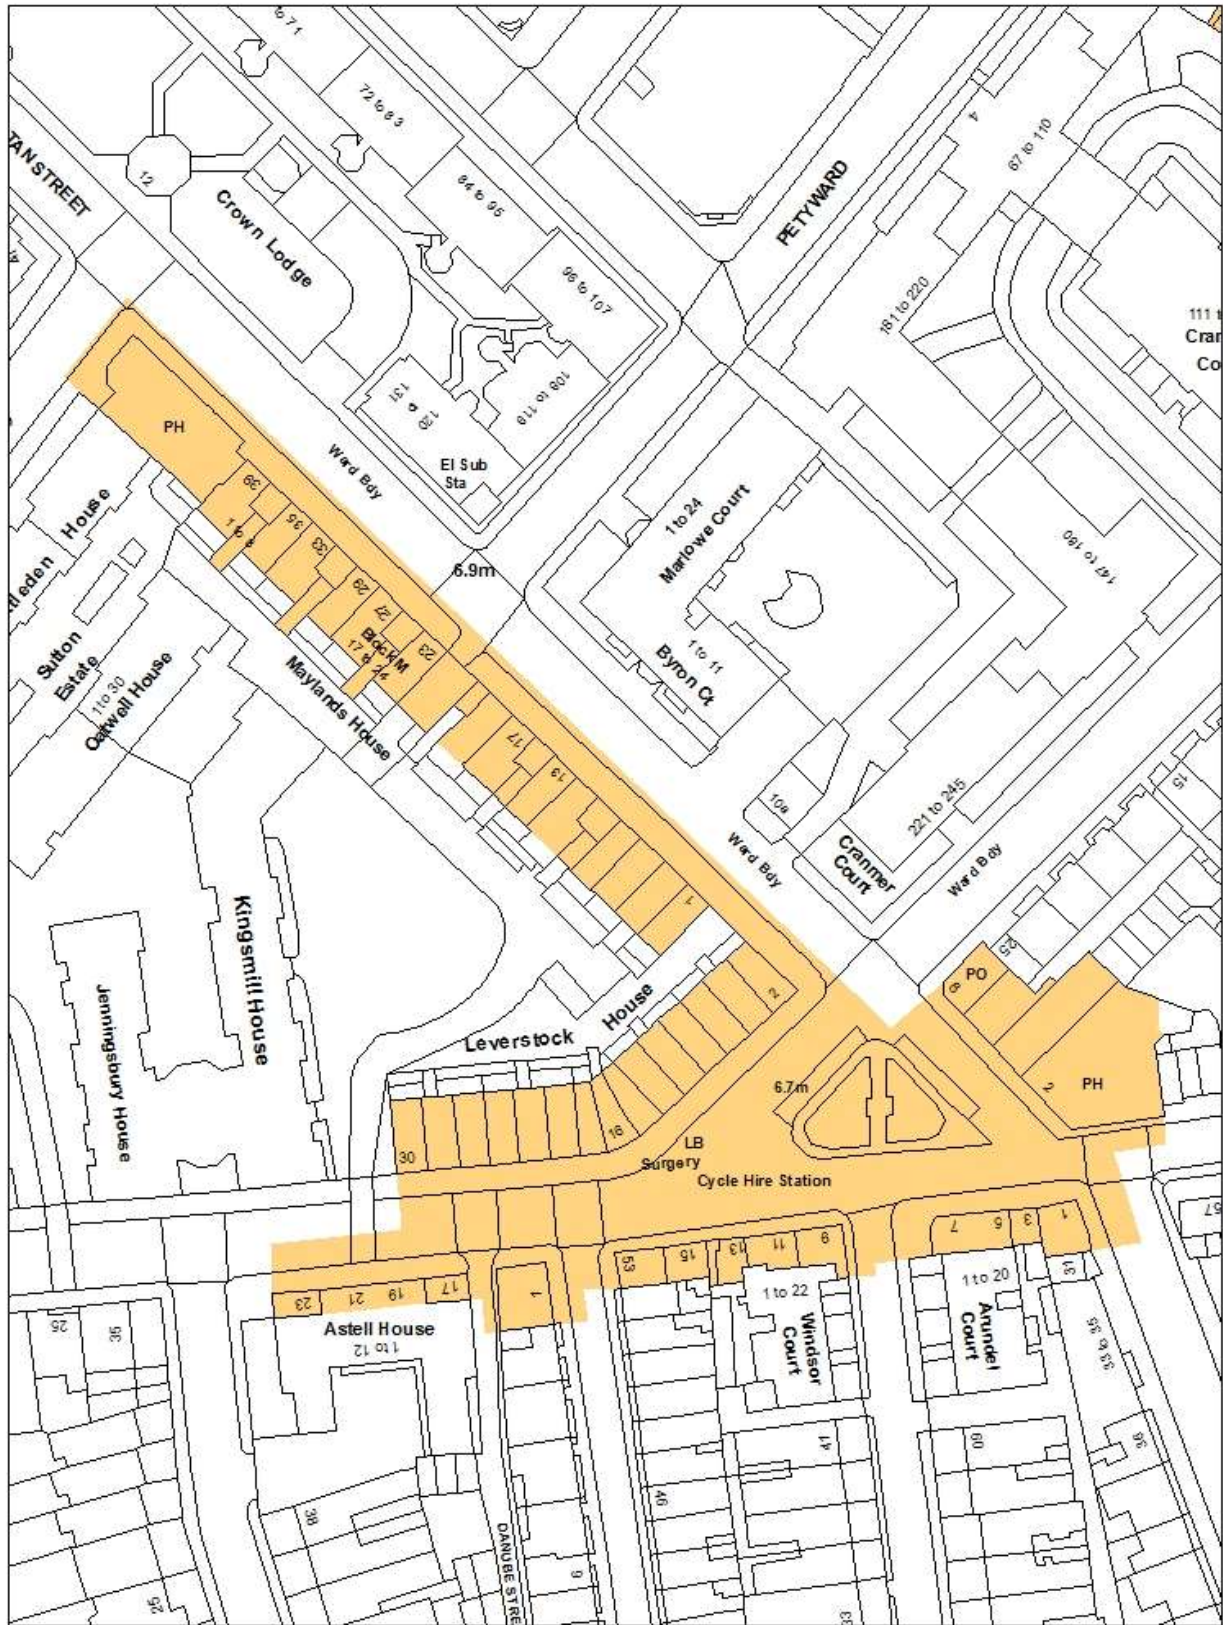 to 71
72 to 83
4
67 to 110
TAN STREET
12
Crown Lodge
84 to 95
PETYWARD
96 to 107
181 to 220
111 t
Cran
Co
131
to
120
108 to 119
PH
Ward Bdy
El Sub
Sta
39
House
1 to 8
35
33
1 to 24
Marlowe Court
147 to 180
6.9m
29
27
23
tleden
Sutton
Estate
Block M
17 to 24
Maylands House
1 to 11
Byron Ct
1 to 30
Oatwell House
17
13
15
10a
221 to 245
Ward Bdy
Cranmer
Court
Ward Bdy
1
25
Kingsmill House
Jenningsbury House
PO
8
2
House
Leverstock
6.7m
2
PH
16
LB
30
Surgery
Cycle Hire Station
57
53
15
13
11
9
7
5
3
1
23
21
19
17
1
1 to 22
1 to 20
31
25
35
Astell House
1 to 12
Windsor
Court
Arundel
Court
33 to 35
41
60
36
46
38
DANUBE STRE
9
25
33